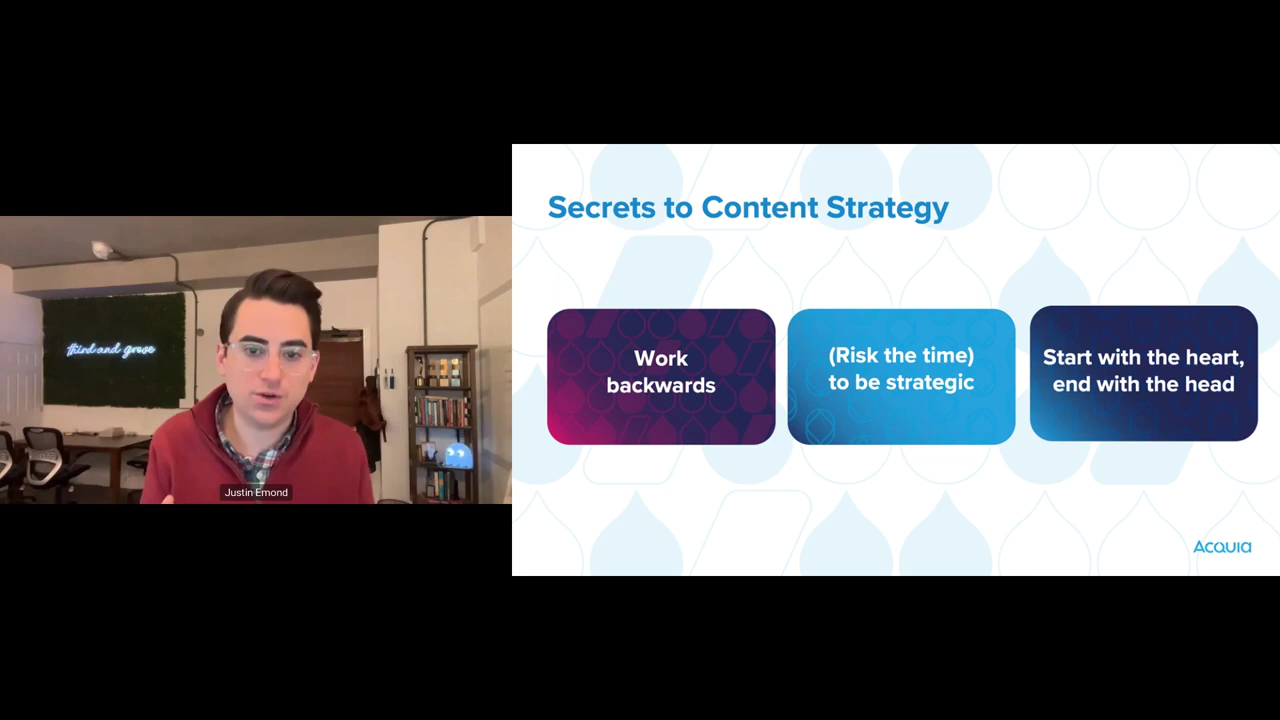 third and grove
Justin Emond
Secrets to Content Strategy
Work
backwards
(Risk the time)
to be strategic
Start with the heart,
end with the head
Acquia